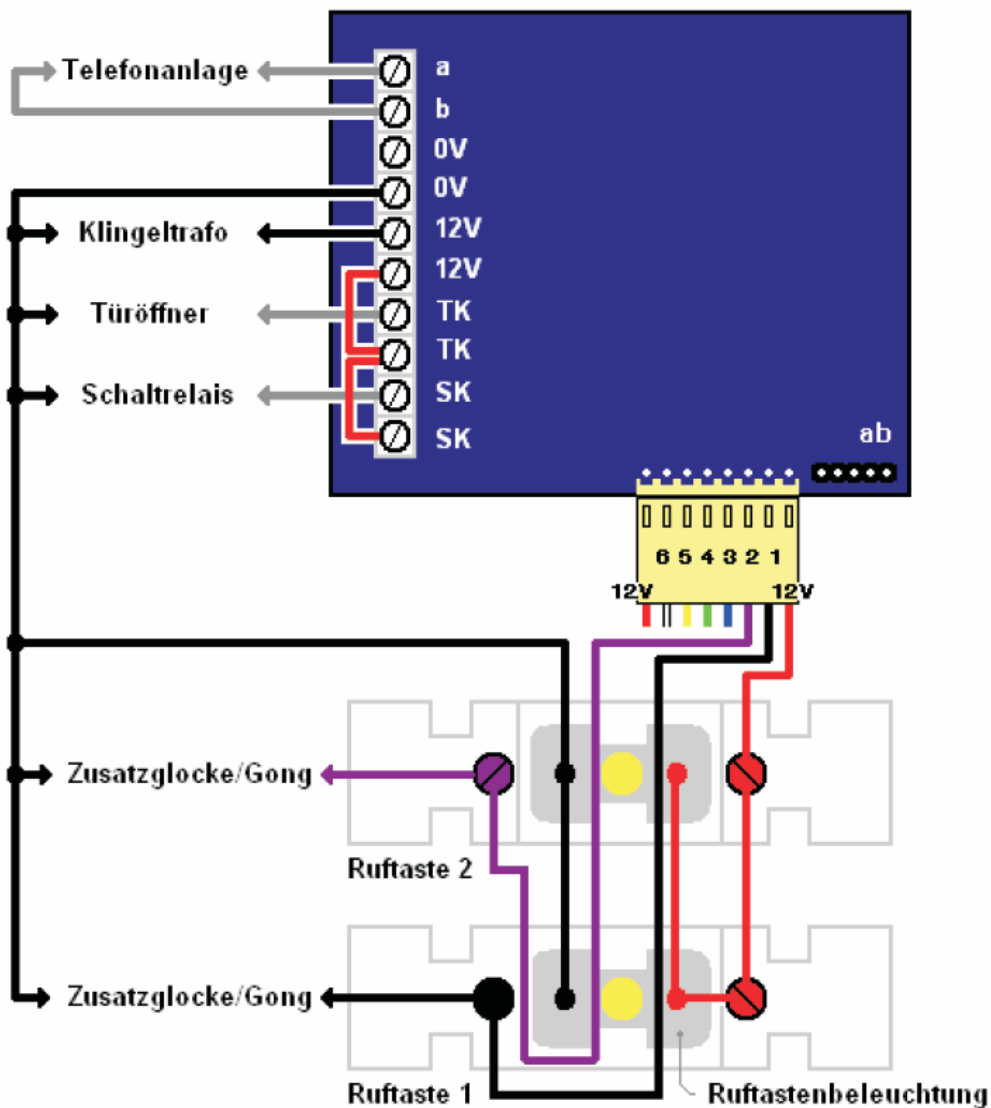 Telefonanlage
a
b
0V
0V
Klingeltrafo
12V
12V
Türöffner
TK
TK
Schaltrelais
SK
SK
ab
6 5 4 3 2 1
12V 12V
Zusatzglocke/Gong
Ruftaste 2
Zusatzglocke/Gong
Ruftaste 1
Ruftastenbeleuchtung